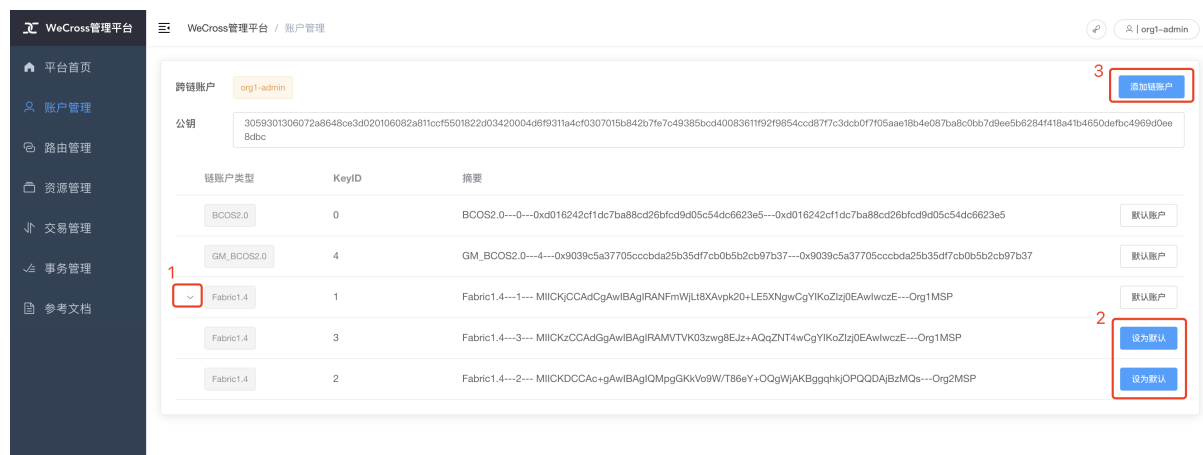 WeCross管理平台
WeCross管理平台 / 账户管理
org1-admin
平台首页
账户管理
路由管理
资源管理
交易管理
事务管理
参考文档
跨链账户 org1-admin
3
添加链账户
公钥
3059301306072a8648ce3d020106082a811ccf5501822d03420004d6f9311a4cf0307015b842b7fe7c49385bcd40083611f92f9854ccd87f7c3dcb0f7f05aae18b4e087ba8c0bb7d9ee5b6284f418a41b4650defbc4969d0ee
8dbc
链账户类型 KeyID 摘要
BCOS2.0 0 BCOS2.0---0---0xd016242cf1dc7ba88cd26bfcd9d05c54dc6623e5---0xd016242cf1dc7ba88cd26bfcd9d05c54dc6623e5 默认账户
GM_BCOS2.0 4 GM_BCOS2.0---4---0x9039c5a37705cccbda25b35df7cb0b5b2cb97b37---0x9039c5a37705cccbda25b35df7cb0b5b2cb97b37 默认账户
1
Fabric1.4 1 Fabric1.4---1--- MIICKjCCAdCgAwIBAgIRANFmWjLt8XAvpk20+LE5XNgwCgYIKoZIzj0EAwIwczE---Org1MSP 默认账户
2
Fabric1.4 3 Fabric1.4---3--- MIICKzCCAdGgAwIBAgIRAMVTVK03zwg8EJz+AQqZNT4wCgYIKoZIzj0EAwIwczE---Org1MSP 设为默认
Fabric1.4 2 Fabric1.4---2--- MIICKDCCAc+gAwIBAgIQMpgGKkVo9W/T86eY+OQgWjAKBggqhkjOPQQDAjBzMQs---Org2MSP 设为默认